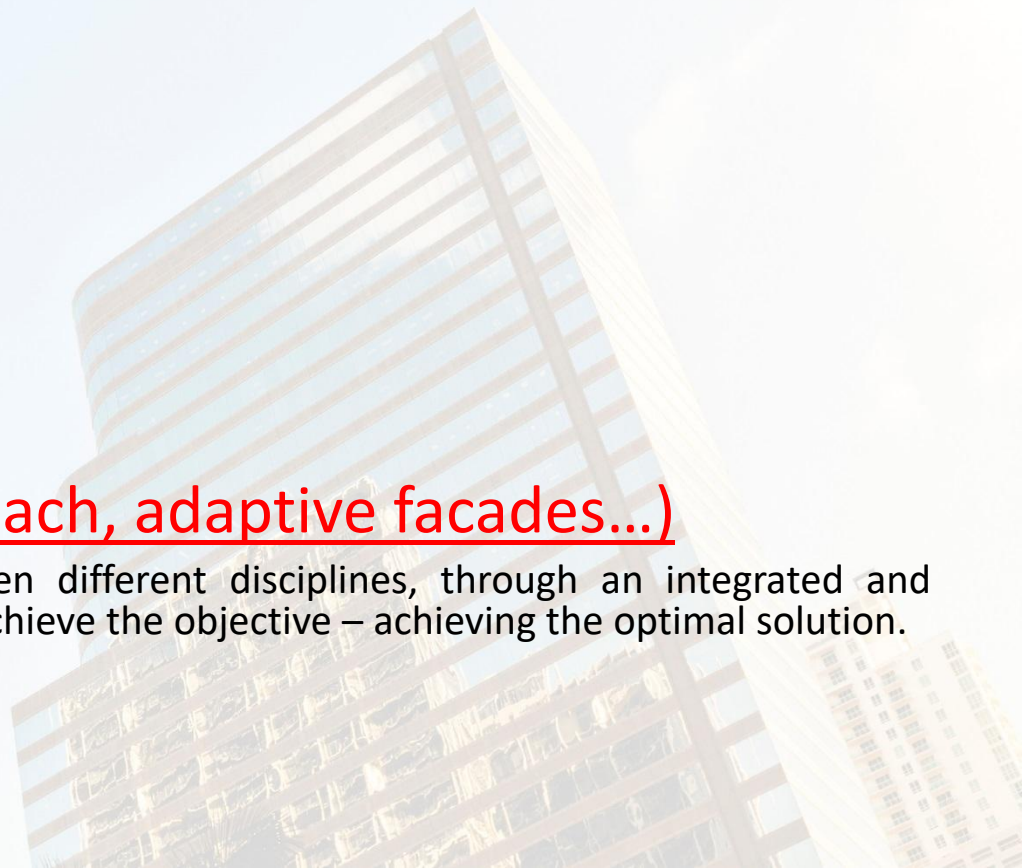 ach, adaptive facades…)
en different disciplines, through an integrated and
chieve the objective – achieving the optimal solution.